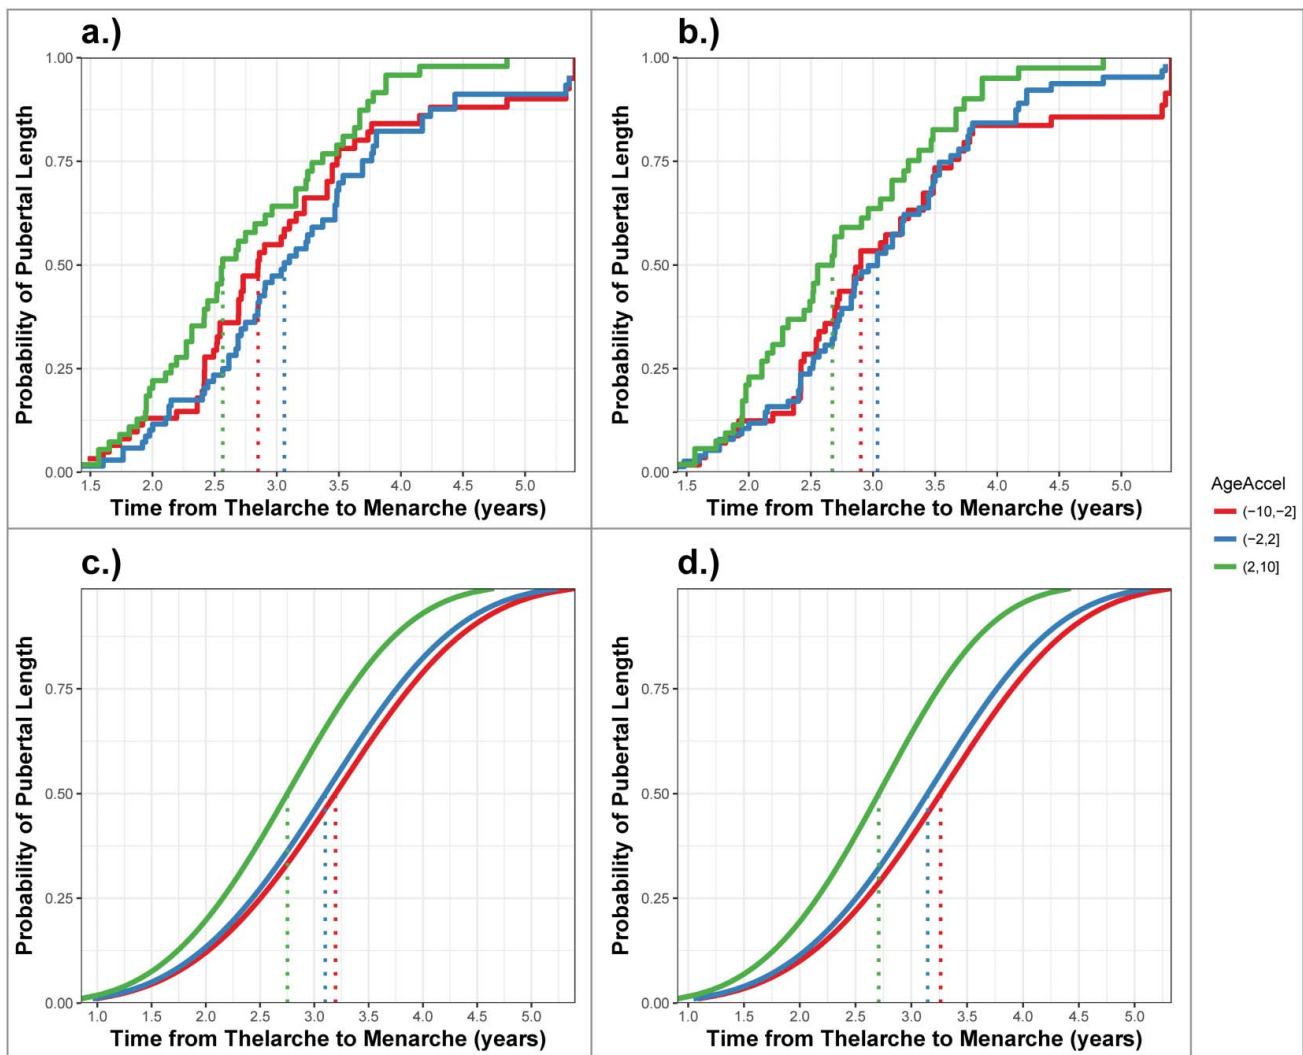 a.)
1.00
0.75
0.50
0.25
0.00
Probability of Pubertal Length
1.5 2.0 2.5 3.0 3.5 4.0 4.5 5.0
Time from Thelarche to Menarche (years)
b.)
1.00
0.75
0.50
0.25
0.00
Probability of Pubertal Length
1.5 2.0 2.5 3.0 3.5 4.0 4.5 5.0
Time from Thelarche to Menarche (years)
c.)
0.75
0.50
0.25
0.00
Probability of Pubertal Length
1.0 1.5 2.0 2.5 3.0 3.5 4.0 4.5 5.0
Time from Thelarche to Menarche (years)
d.)
0.75
0.50
0.25
0.00
Probability of Pubertal Length
1.0 1.5 2.0 2.5 3.0 3.5 4.0 4.5 5.0
Time from Thelarche to Menarche (years)
AgeAccel
(−10,−2]
(−2,2]
(2,10]